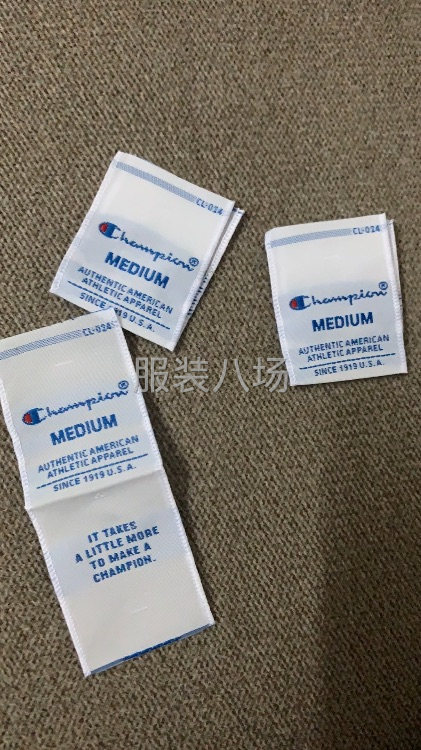 CL-024
Champion®
MEDIUM
AUTHENTIC AMERICAN
ATHLETIC APPAREL
SINCE 1919 U.S.A.
CL-024
Champion®
MEDIUM
AUTHENTIC AMERICAN
ATHLETIC APPAREL
SINCE 1919 U.S.A.
CL-024
Champion®
MEDIUM
AUTHENTIC AMERICAN
ATHLETIC APPAREL
SINCE 1919 U.S.A.
IT TAKES
A LITTLE MORE
TO MAKE A
CHAMPION.
服装八场